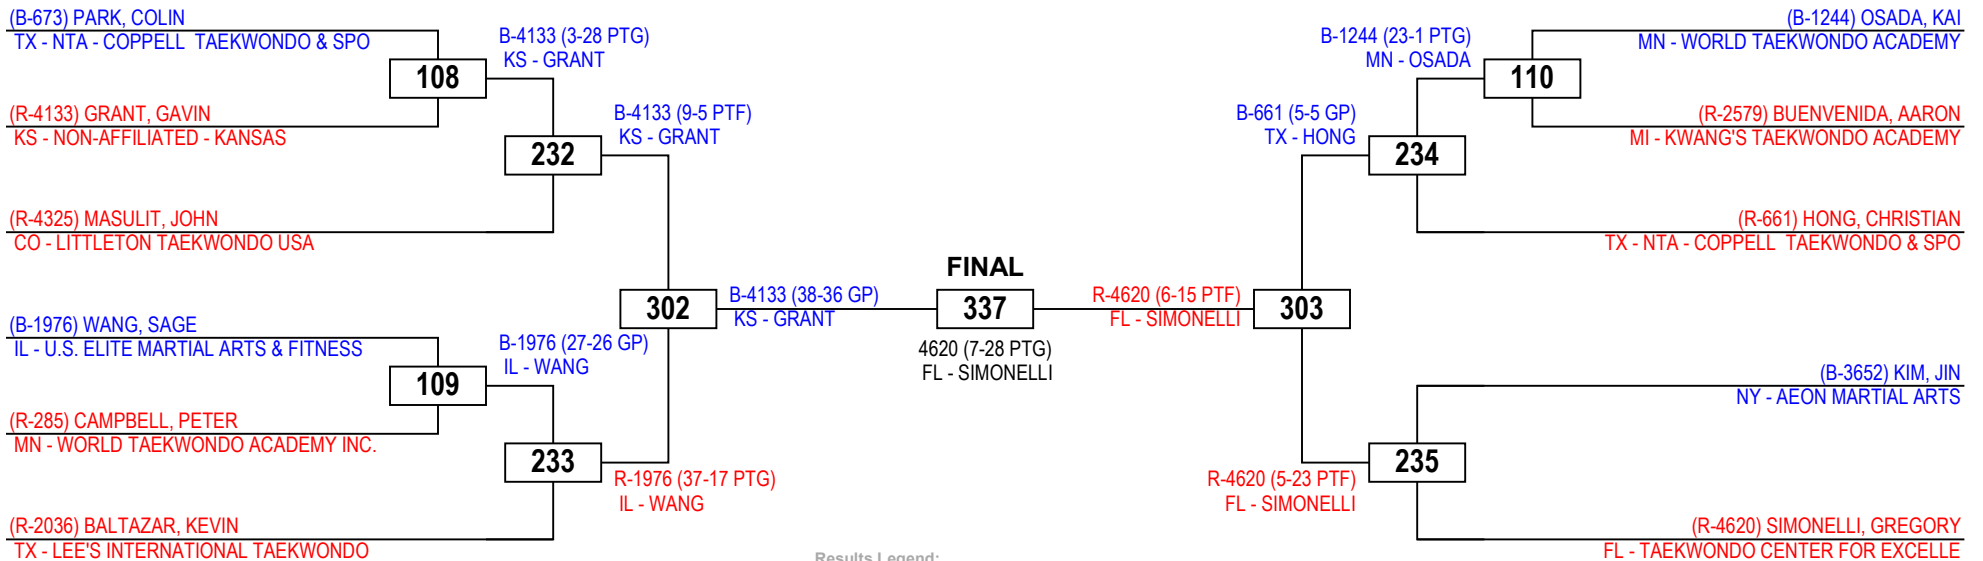 (B-673) PARK, COLIN
TX - NTA - COPPELL  TAEKWONDO & SPO
108
(R-4133) GRANT, GAVIN
KS - NON-AFFILIATED - KANSAS
B-4133 (3-28 PTG)
KS - GRANT
232
(R-4325) MASULIT, JOHN
CO - LITTLETON TAEKWONDO USA
B-4133 (9-5 PTF)
KS - GRANT
302
(B-1976) WANG, SAGE
IL - U.S. ELITE MARTIAL ARTS & FITNESS
109
(R-285) CAMPBELL, PETER
MN - WORLD TAEKWONDO ACADEMY INC.
B-1976 (27-26 GP)
IL - WANG
233
(R-2036) BALTAZAR, KEVIN
TX - LEE'S INTERNATIONAL TAEKWONDO
R-1976 (37-17 PTG)
IL - WANG
B-4133 (38-36 GP)
KS - GRANT
FINAL
337
4620 (7-28 PTG)
FL - SIMONELLI
R-4620 (6-15 PTF)
FL - SIMONELLI
303
B-661 (5-5 GP)
TX - HONG
234
B-1244 (23-1 PTG)
MN - OSADA
110
(B-1244) OSADA, KAI
MN - WORLD TAEKWONDO ACADEMY
(R-2579) BUENVENIDA, AARON
MI - KWANG'S TAEKWONDO ACADEMY
(R-661) HONG, CHRISTIAN
TX - NTA - COPPELL  TAEKWONDO & SPO
(B-3652) KIM, JIN
NY - AEON MARTIAL ARTS
235
R-4620 (5-23 PTF)
FL - SIMONELLI
(R-4620) SIMONELLI, GREGORY
FL - TAEKWONDO CENTER FOR EXCELLE
Results Legend: